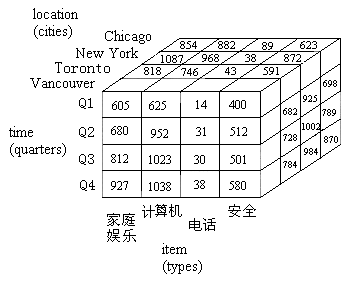 location
(cities)
Chicago 854 882 89 623
New York 1087 968 38 872
Toronto 818 746 43 591
Vancouver
time
(quarters)
Q1 605 625 14 400 682 925 698
Q2 680 952 31 512 728 1002 789
Q3 812 1023 30 501 784 984 870
Q4 927 1038 38 580
家庭
娱乐
计算机
电话
安全
item
(types)